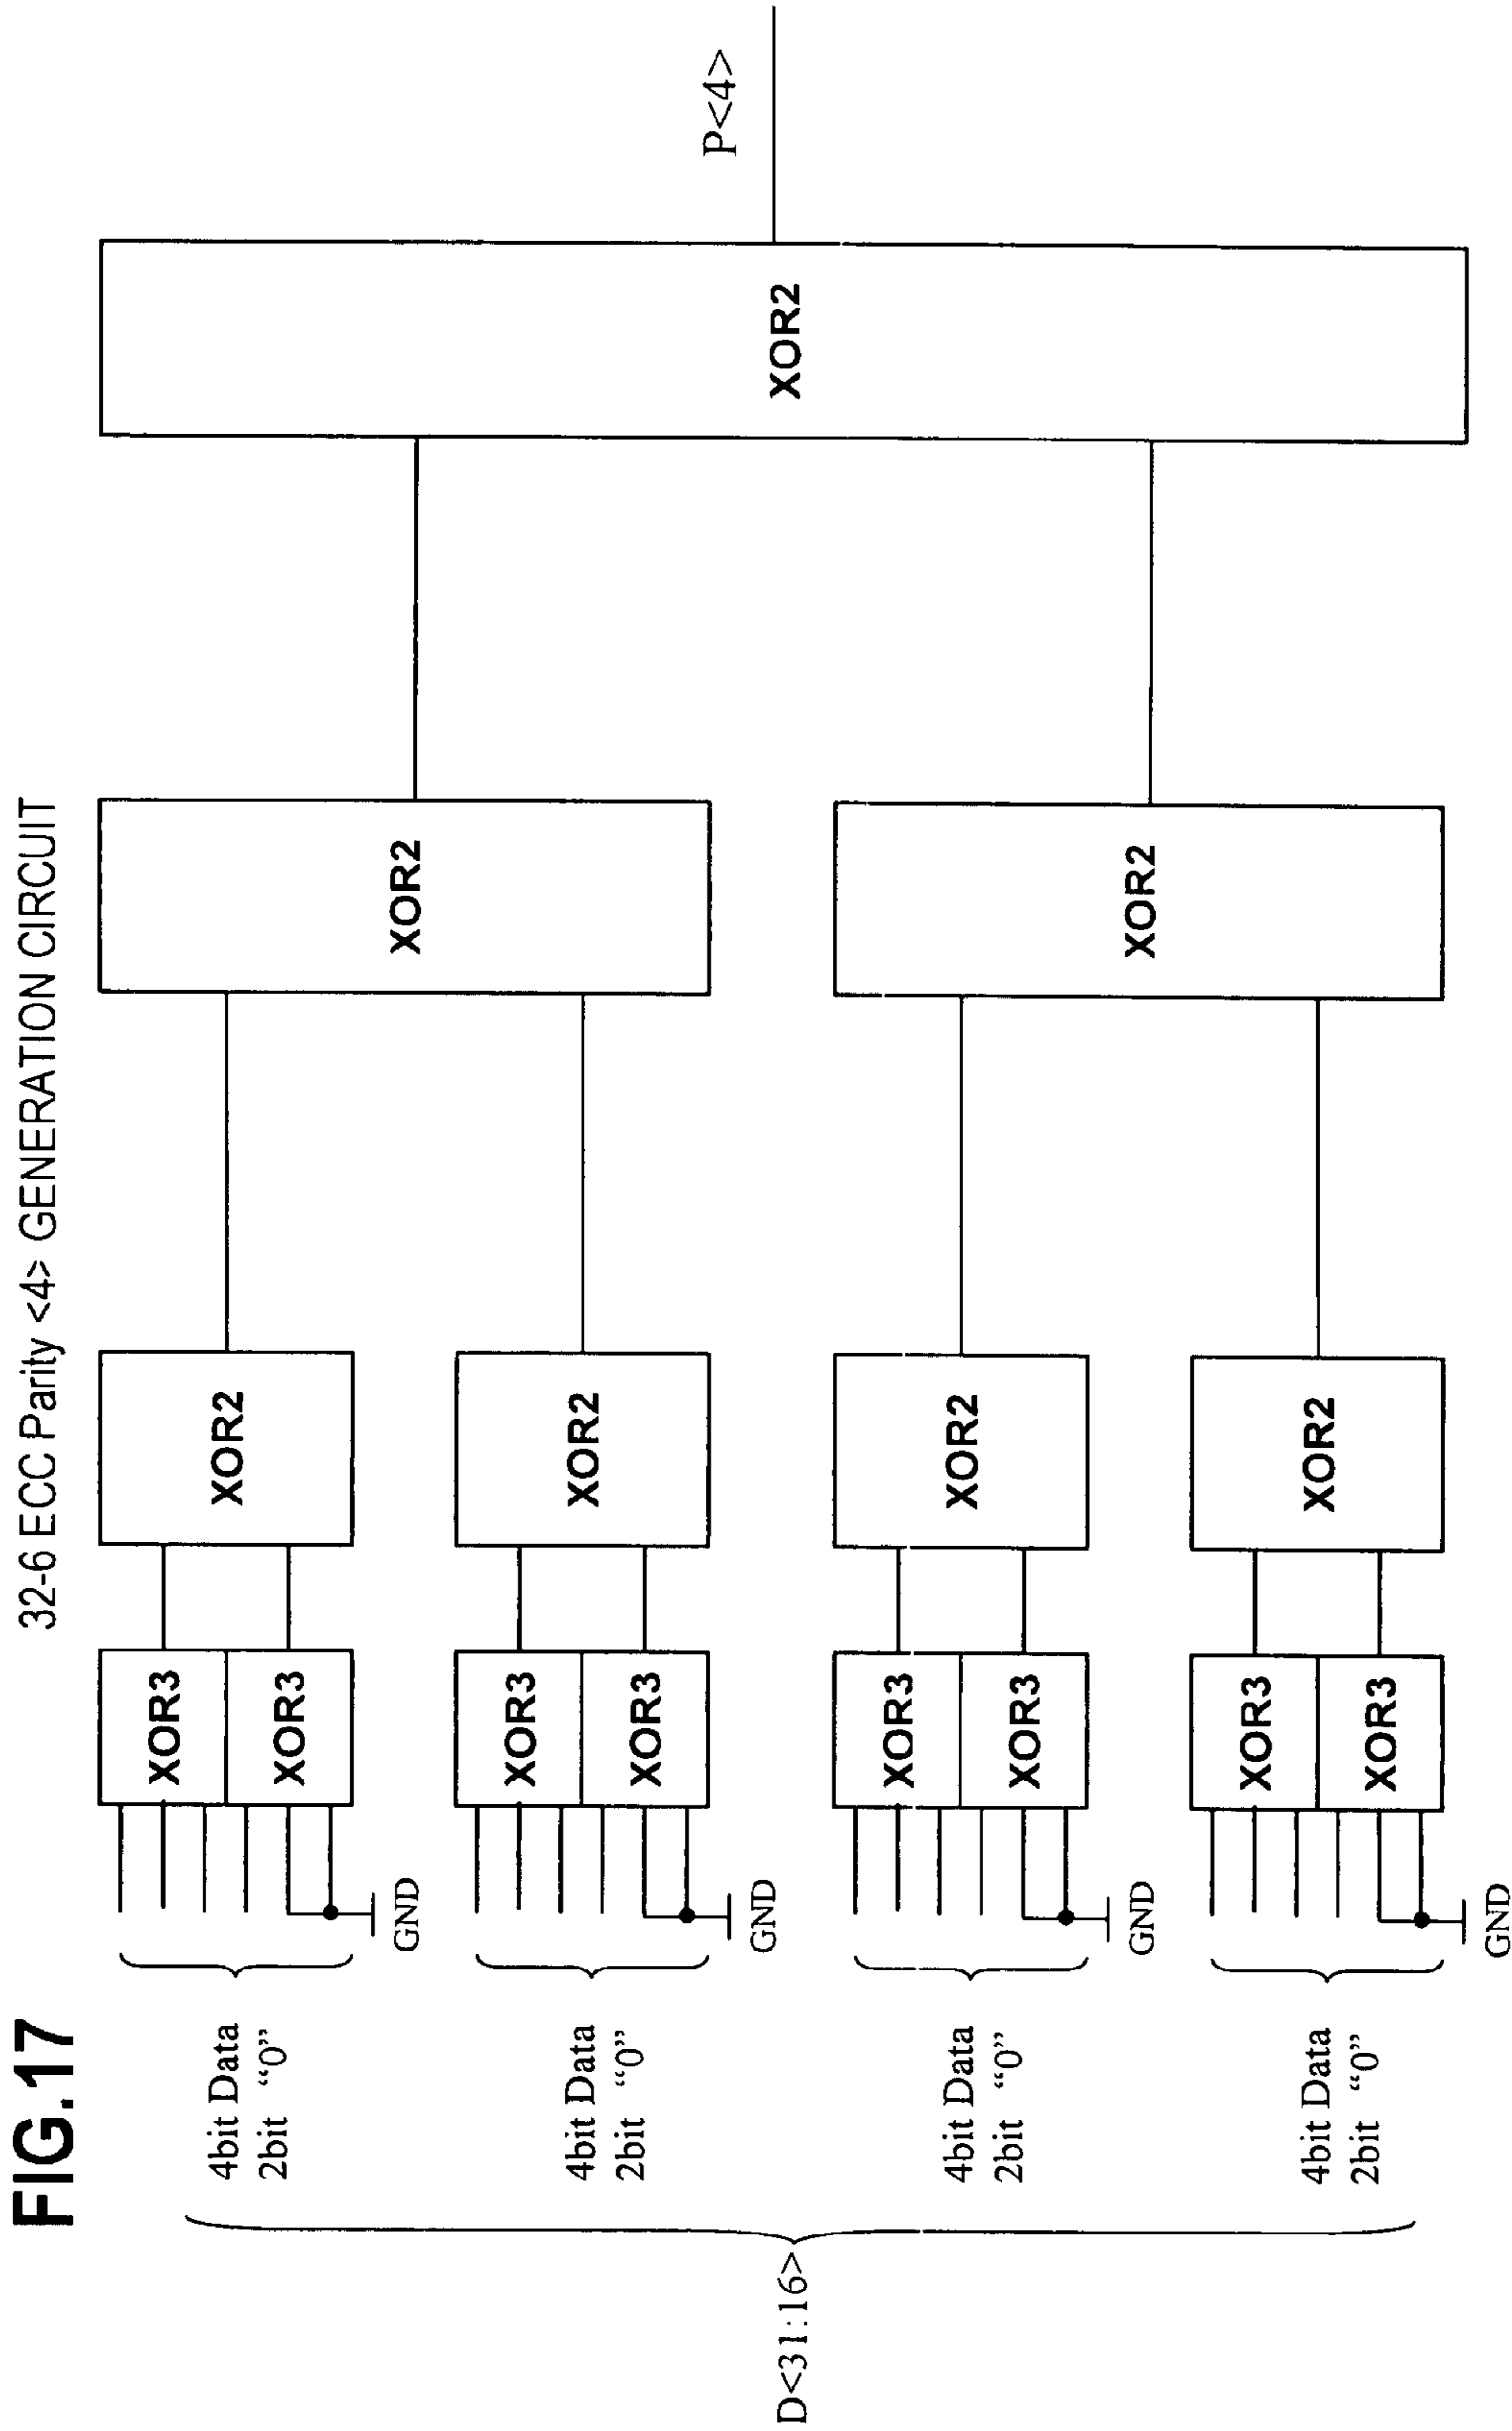 FIG.17
32-6 ECC Parity <4> GENERATION CIRCUIT
D<31:16>
4bit Data
2bit "0"
4bit Data
2bit "0"
4bit Data
2bit "0"
4bit Data
2bit "0"
GND
GND
GND
GND
XOR3
XOR3
XOR3
XOR3
XOR3
XOR3
XOR3
XOR3
XOR2
XOR2
XOR2
XOR2
XOR2
XOR2
XOR2
P<4>